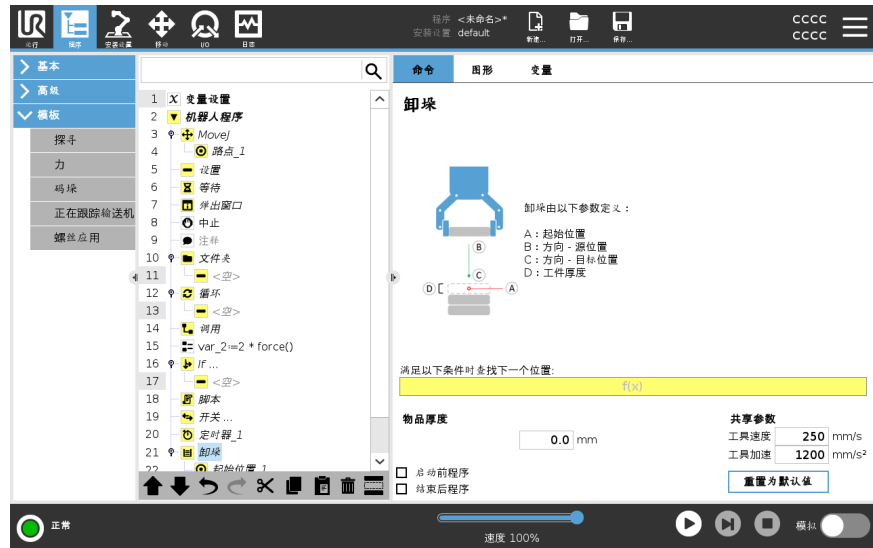 UR
运行
程序
安装设置
移动
I/O
日志
程序 <未命名>*
安装设置 default
新建...
打开...
保存...
CCCC
CCCC
基本
高级
模板
探寻
力
码垛
正在跟踪输送机
螺丝应用
1 X 变量设置
2 机器人程序
3 MoveJ
4 路点_1
5 设置
6 等待
7 弹出窗口
8 中止
9 注释
10 文件夹
11 <空>
12 循环
13 <空>
14 调用
15 var_2≔2 * force()
16 If ...
17 <空>
18 脚本
19 开关 ...
20 定时器_1
21 卸垛
22 起始位置_1
命令 图形 变量
卸垛
卸垛由以下参数定义：
A：起始位置
B：方向 - 源位置
C：方向 - 目标位置
D：工件厚度
B
C
D
A
满足以下条件时查找下一个位置:
f(x)
物品厚度
0.0 mm
共享参数
工具速度 250 mm/s
工具加速 1200 mm/s²
重置为默认值
启动前程序
结束后程序
正常
速度 100%
模拟